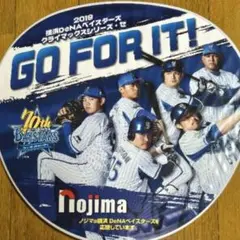 2019
横浜DeNAベイスターズ
クライマックスシリーズ・セ
GO FOR IT!
70th
nojima
ノジマは横浜DeNAベイスターズを
応援しています。